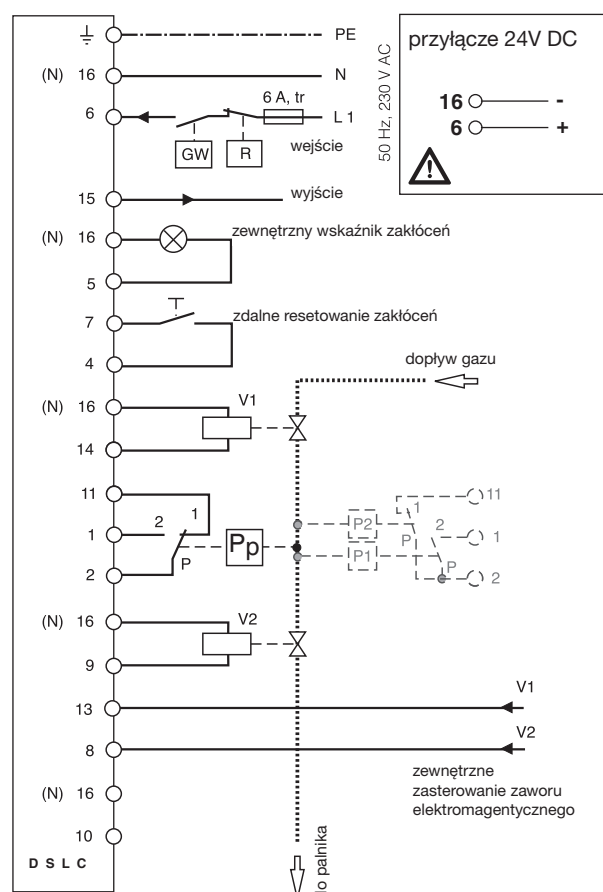 PE
(N) 16 N
6 6 A, tr L 1
GW R
wejście
50 Hz, 230 V AC
przyłącze 24V DC
16 -
6 +
15 wyjście
(N) 16 zewnętrzny wskaźnik zakłóceń
5
7 zdalne resetowanie zakłóceń
4
dopływ gazu
(N) 16 V1
14
11 1 1 11
1 2 P2 P 2 1
Pp
2 P P1 P 2
(N) 16 V2
9
13 V1
8 V2
zewnętrzne
zasterowanie zaworu
elektromagentycznego
(N) 16
10
do palnika
D S L C